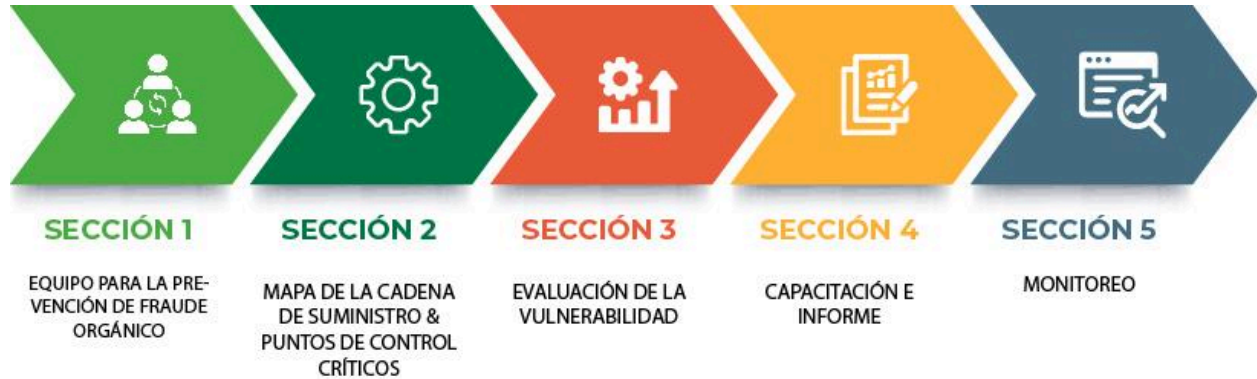 SECCIÓN 1
EQUIPO PARA LA PRE-
VENCIÓN DE FRAUDE
ORGÁNICO
SECCIÓN 2
MAPA DE LA CADENA
DE SUMINISTRO &
PUNTOS DE CONTROL
CRÍTICOS
SECCIÓN 3
EVALUACIÓN DE LA
VULNERABILIDAD
SECCIÓN 4
CAPACITACIÓN E
INFORME
SECCIÓN 5
MONITOREO